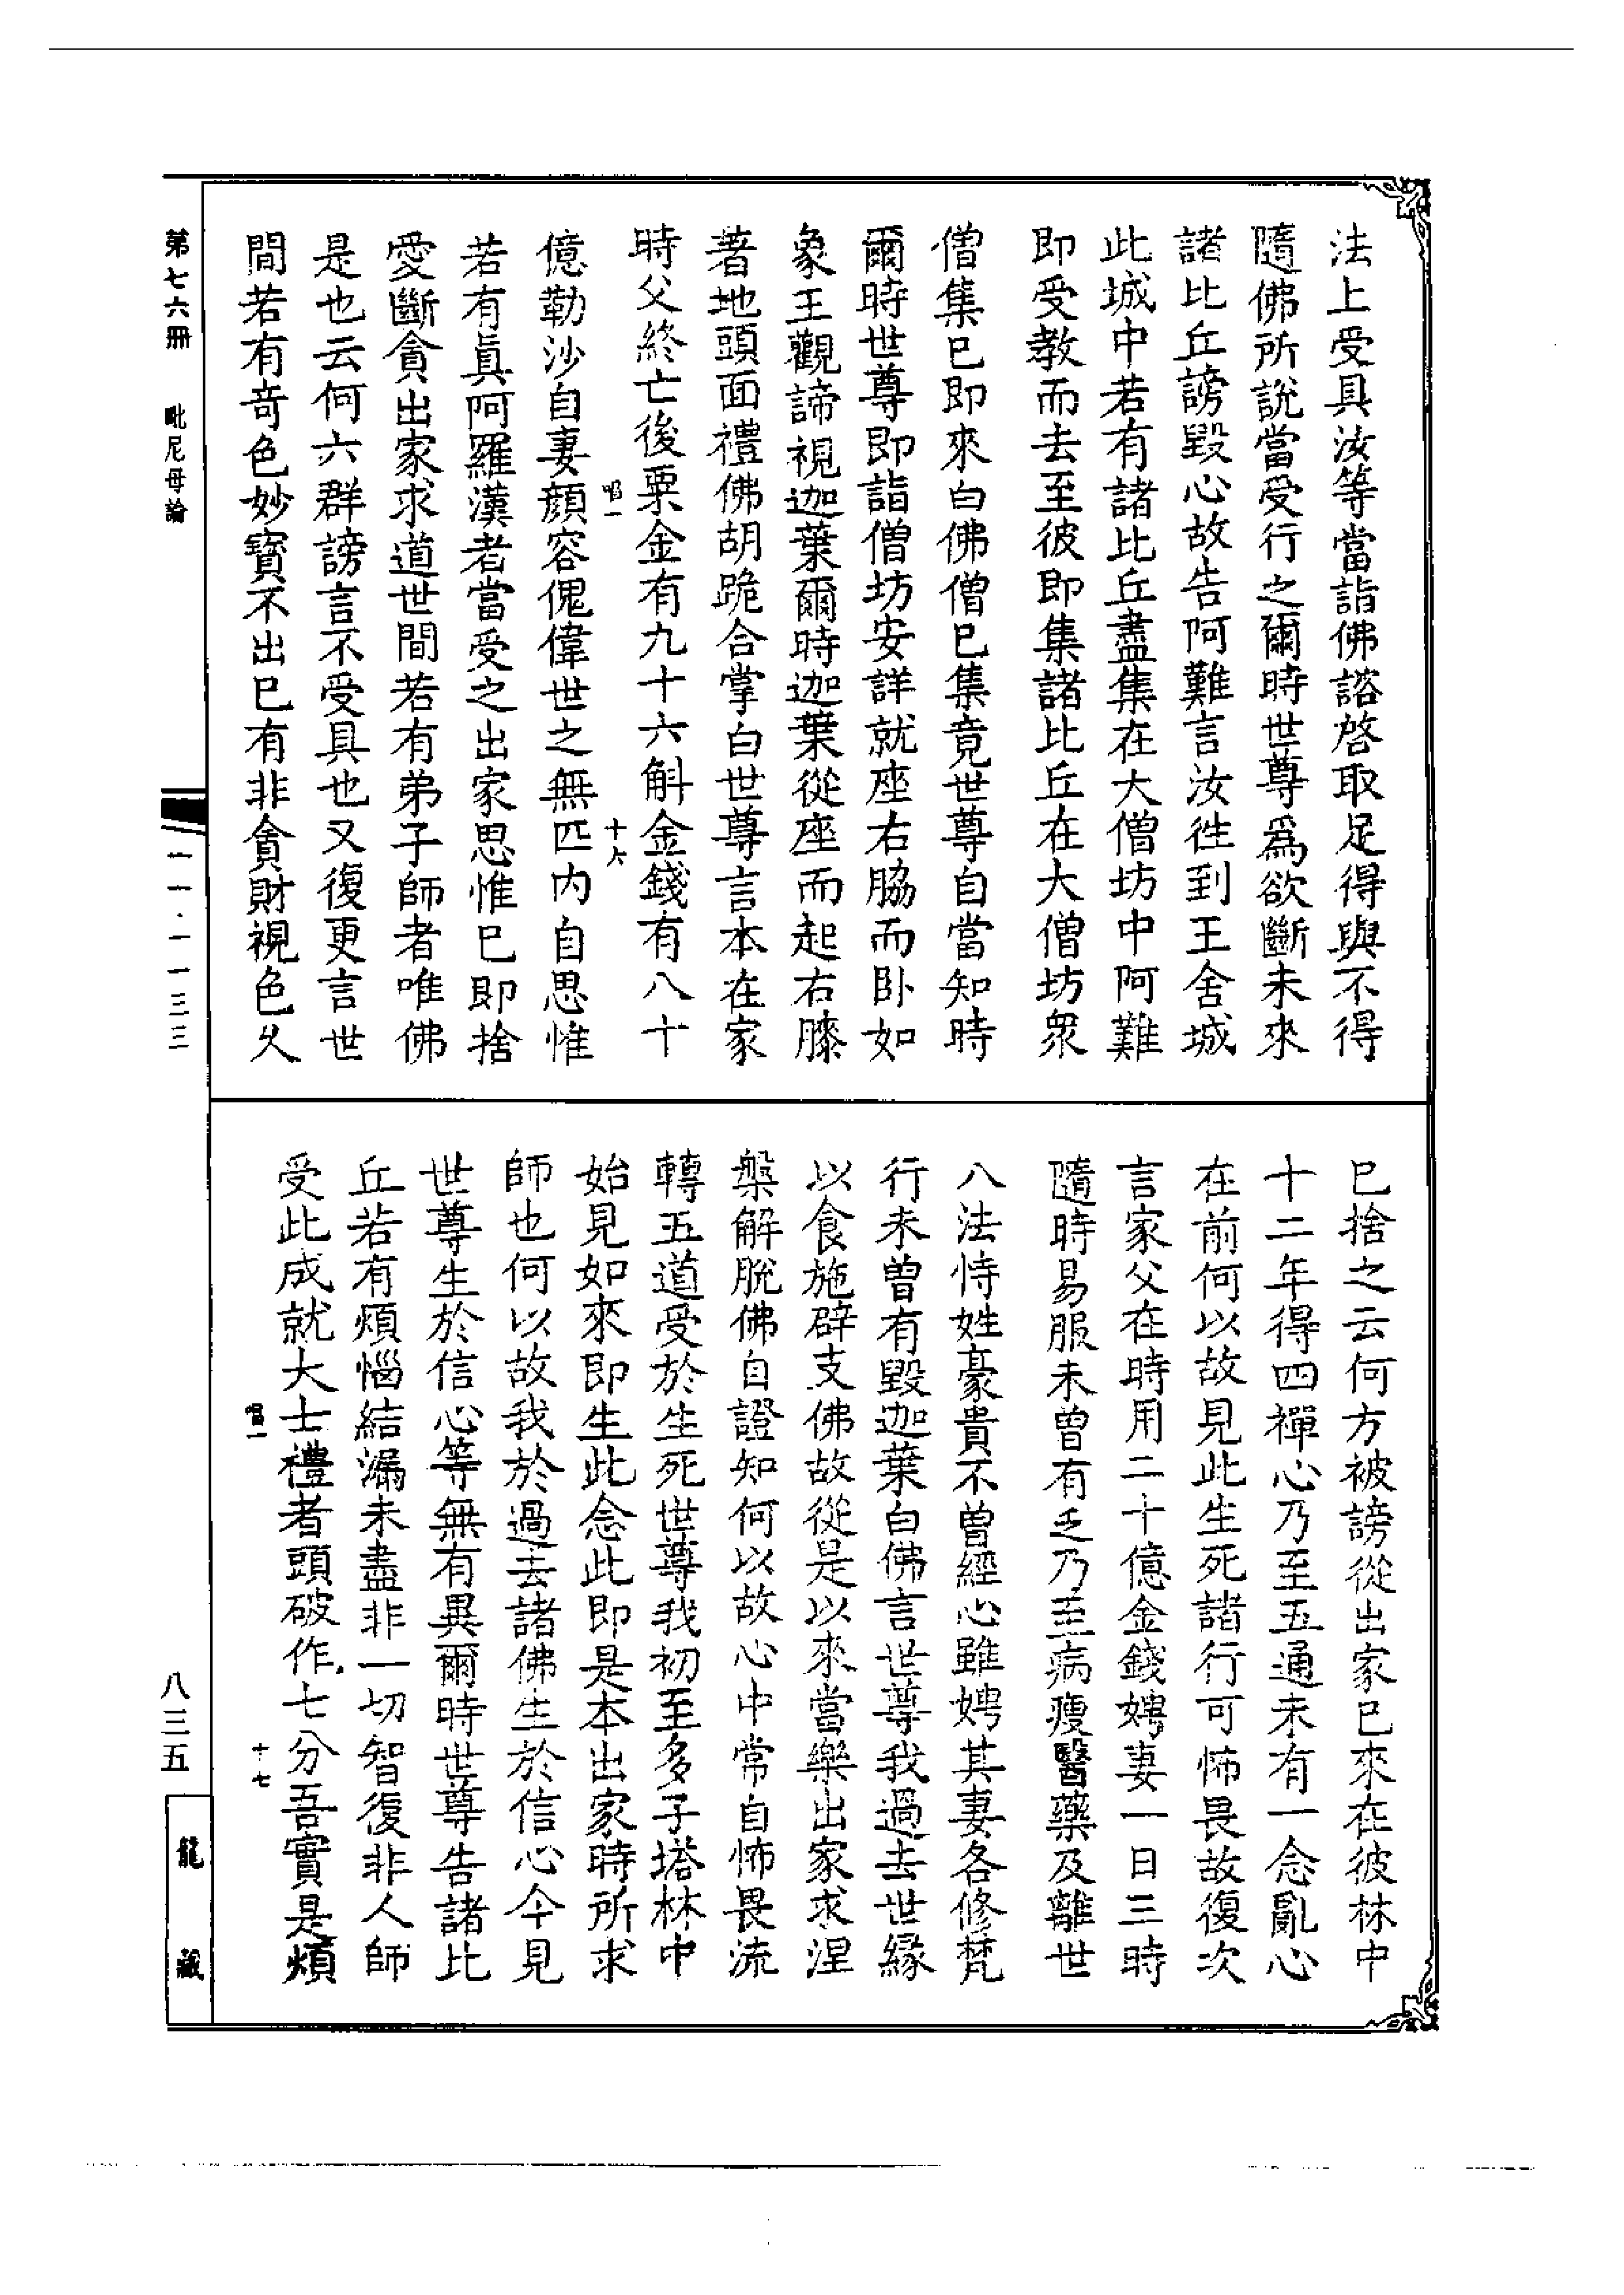 法上受具汝等當詣佛諮啓取足得與不得
隨佛所說當受行之爾時世尊爲欲斷未來
諸比丘謗毀心故告阿難言汝徃到王舍城
此城中若有諸比丘盡集在大僧坊中阿難
即受教而去至彼即集諸比丘在大僧坊衆
僧集已即來白佛僧已集竟世尊自當知時
爾時世尊即詣僧坊安詳就座右脇而卧如
象王觀諦視迦葉爾時迦葉從座而起右膝
著地頭面禮佛胡跪合掌白世尊言本在家
時父終亡後粟金有九十六斛金錢有八十
唱一
十六
億勒沙自妻顏容傀偉世之無匹内自思惟
若有眞阿羅漢者當受之出家思惟已即捨
愛斷貪出家求道世間若有弟子師者唯佛
是也云何六群謗言不受具也又復更言世
間若有竒色妙寳不出已有非貪財視色久
第七六冊
毗尼母論
一一·一一三三
已捨之云何方被謗從出家已來在彼林中
十二年得四禪心乃至五通未有一念亂心
在前何以故見此生死諸行可怖畏故復次
言家父在時用二十億金錢娉妻一日三時
隨時易服未曾有乏乃至病瘦醫藥及離世
八法恃姓豪貴不曾經心雖娉其妻各修梵
行未曽有毀迦葉白佛言世尊我過去世緣
以食施辟支佛故從是以來當樂出家求涅
槃解脫佛自證知何以故心中常自怖畏流
轉五道受於生死世尊我初至多子塔林中
始見如來即生此念此即是本出家時所求
師也何以故我於過去諸佛生於信心今見
世尊生於信心等無有異爾時世尊告諸比
丘若有煩惱結漏未盡非一切智復非人師
受此成就大士禮者頭破作七分吾實是煩
唱一
十七
八三五
龍藏